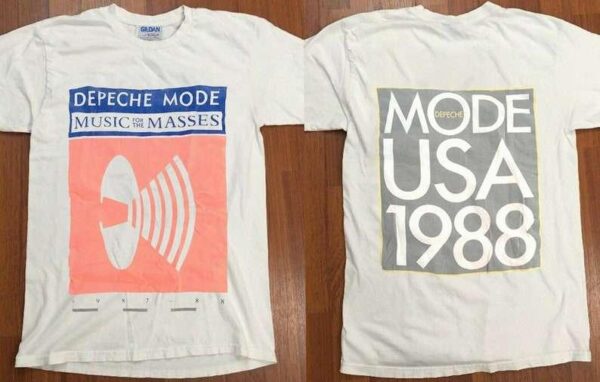 GILDAN
DEPECHE MODE
MUSIC FOR THE MASSES
MODE
DEPECHE
USA
1988